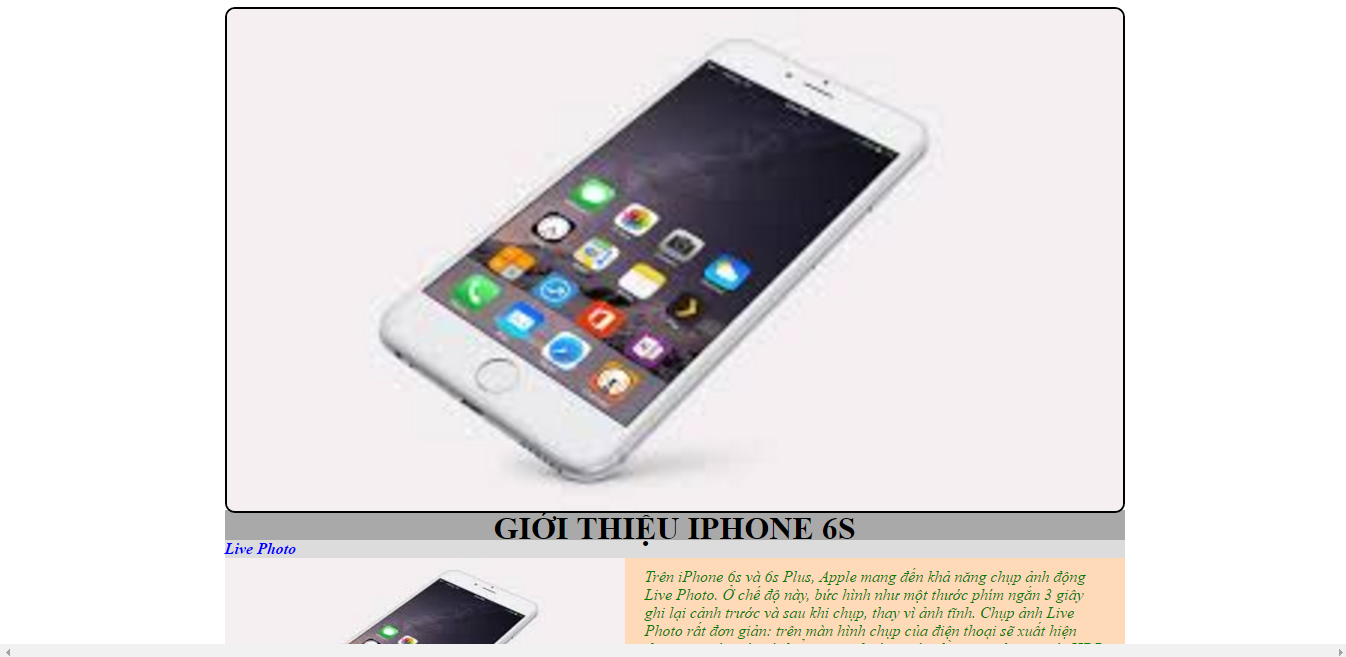 GIỚI THIỆU IPHONE 6S
Live Photo
Trên iPhone 6s và 6s Plus, Apple mang đến khả năng chụp ảnh động
Live Photo. Ở chế độ này, bức hình như một thước phim ngắn 3 giây
ghi lại cảnh trước và sau khi chụp, thay vì ảnh tĩnh. Chụp ảnh Live
Photo rất đơn giản: trên màn hình chụp của điện thoại sẽ xuất hiện